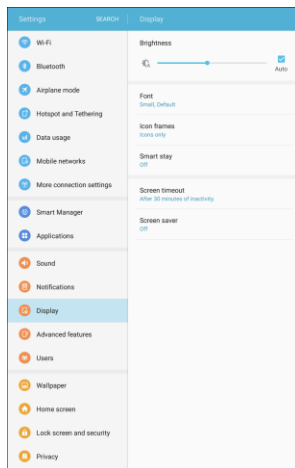 Settings
SEARCH
Wi-Fi
Bluetooth
Airplane mode
Hotspot and Tethering
Data usage
Mobile networks
More connection settings
Smart Manager
Applications
Sound
Notifications
Display
Advanced features
Users
Wallpaper
Home screen
Lock screen and security
Privacy
Display
Brightness
Auto
Font
Small, Default
Icon frames
Icons only
Smart stay
Off
Screen timeout
After 30 minutes of inactivity
Screen saver
Off